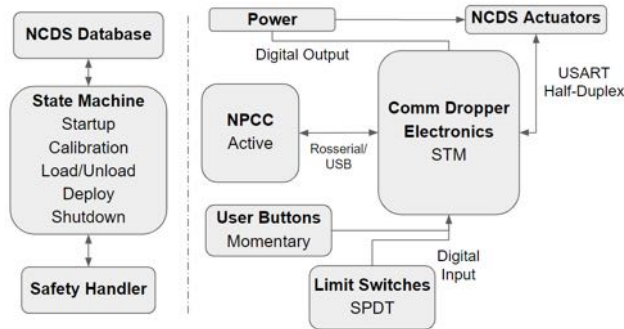 NCDS Database
State Machine
Startup
Calibration
Load/Unload
Deploy
Shutdown
Safety Handler
Power
NCDS Actuators
Digital Output
USART
Half-Duplex
NPCC
Active
Rosserial/
USB
Comm Dropper
Electronics
STM
User Buttons
Momentary
Digital
Input
Limit Switches
SPDT